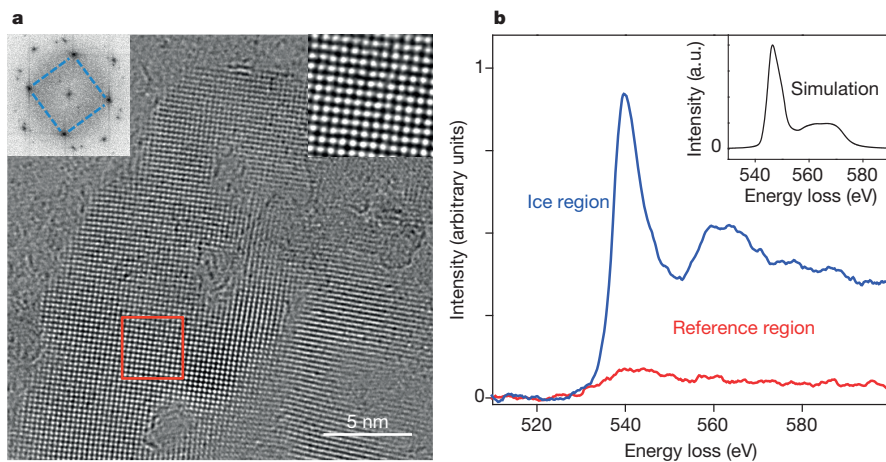 a
5 nm
b
Intensity (arbitrary units)
1
0
Ice region
Reference region
520
540
560
580
Energy loss (eV)
Intensity (a.u.)
0
Simulation
540
560
580
Energy loss (eV)